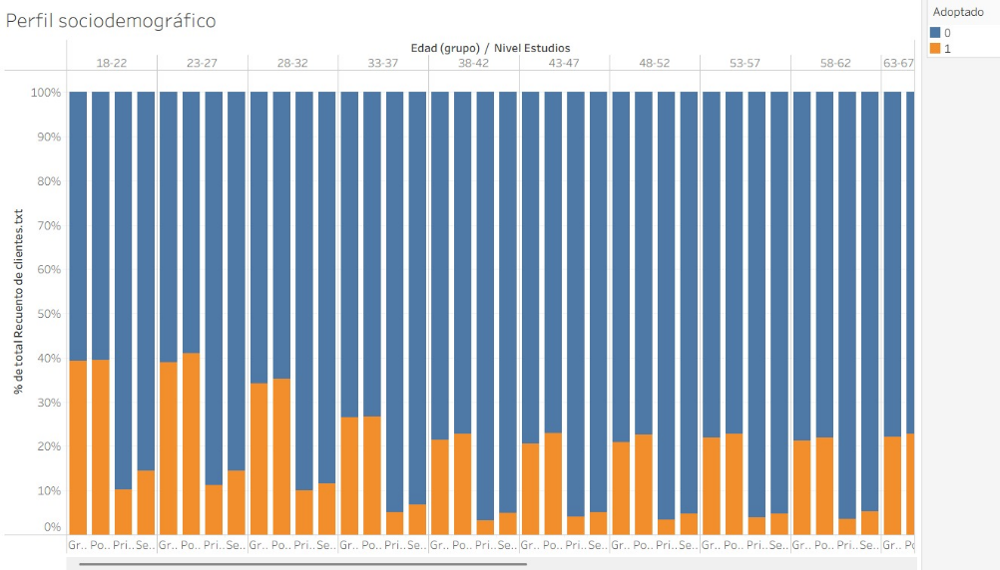 Perfil sociodemográfico
Adoptado
0
1
Edad (grupo) / Nivel Estudios
18-22 23-27 28-32 33-37 38-42 43-47 48-52 53-57 58-62 63-67
% de total Recuento de clientes.txt
100%
90%
80%
70%
60%
50%
40%
30%
20%
10%
0%
Gr.. Po.. Pri.. Se.. Gr.. Po.. Pri.. Se.. Gr.. Po.. Pri.. Se.. Gr.. Po.. Pri.. Se.. Gr.. Po.. Pri.. Se.. Gr.. Po.. Pri.. Se.. Gr.. Po.. Pri.. Se.. Gr.. Po.. Pri.. Se.. Gr.. Po.. Pri.. Se.. Gr..